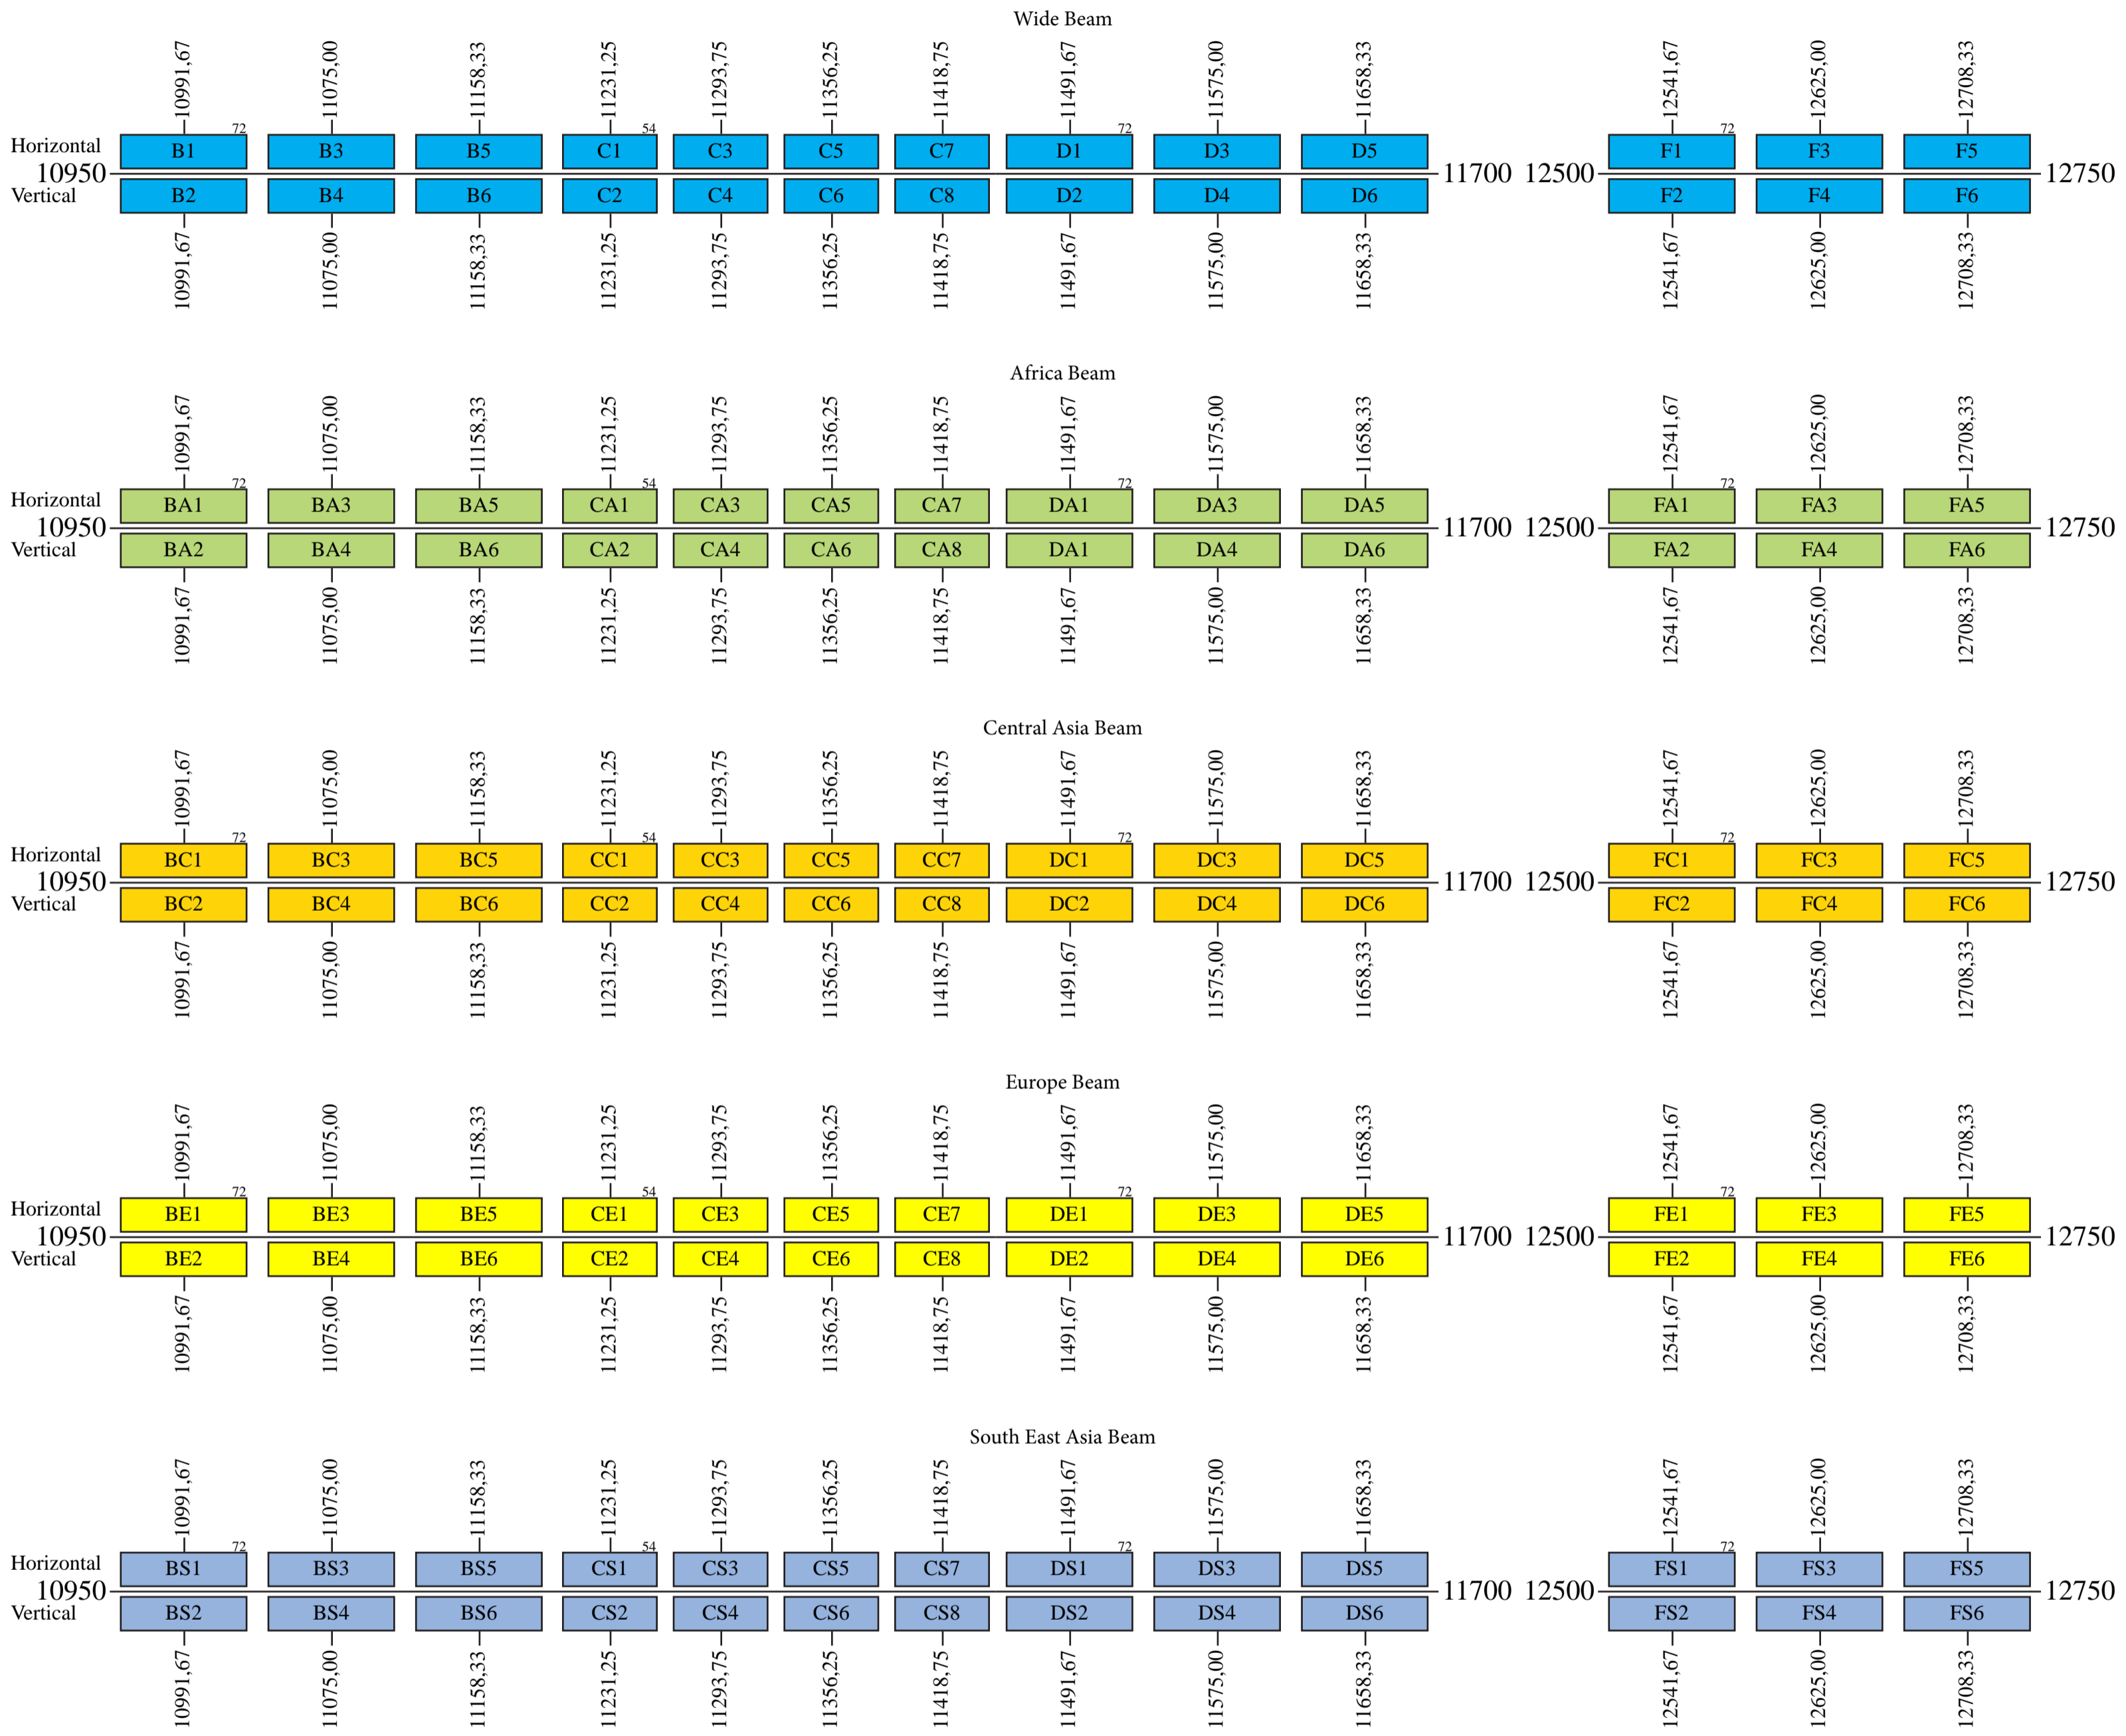 Wide Beam
10991,67 11075,00 11158,33 11231,25 11293,75 11356,25 11418,75 11491,67 11575,00 11658,33 12541,67 12625,00 12708,33
72 54 72 72
Horizontal B1 B3 B5 C1 C3 C5 C7 D1 D3 D5 F1 F3 F5
10950 11700 12500 12750
Vertical B2 B4 B6 C2 C4 C6 C8 D2 D4 D6 F2 F4 F6
10991,67 11075,00 11158,33 11231,25 11293,75 11356,25 11418,75 11491,67 11575,00 11658,33 12541,67 12625,00 12708,33
Africa Beam
10991,67 11075,00 11158,33 11231,25 11293,75 11356,25 11418,75 11491,67 11575,00 11658,33 12541,67 12625,00 12708,33
72 54 72 72
Horizontal BA1 BA3 BA5 CA1 CA3 CA5 CA7 DA1 DA3 DA5 FA1 FA3 FA5
10950 11700 12500 12750
Vertical BA2 BA4 BA6 CA2 CA4 CA6 CA8 DA1 DA4 DA6 FA2 FA4 FA6
10991,67 11075,00 11158,33 11231,25 11293,75 11356,25 11418,75 11491,67 11575,00 11658,33 12541,67 12625,00 12708,33
Central Asia Beam
10991,67 11075,00 11158,33 11231,25 11293,75 11356,25 11418,75 11491,67 11575,00 11658,33 12541,67 12625,00 12708,33
72 54 72 72
Horizontal BC1 BC3 BC5 CC1 CC3 CC5 CC7 DC1 DC3 DC5 FC1 FC3 FC5
10950 11700 12500 12750
Vertical BC2 BC4 BC6 CC2 CC4 CC6 CC8 DC2 DC4 DC6 FC2 FC4 FC6
10991,67 11075,00 11158,33 11231,25 11293,75 11356,25 11418,75 11491,67 11575,00 11658,33 12541,67 12625,00 12708,33
Europe Beam
10991,67 11075,00 11158,33 11231,25 11293,75 11356,25 11418,75 11491,67 11575,00 11658,33 12541,67 12625,00 12708,33
72 54 72 72
Horizontal BE1 BE3 BE5 CE1 CE3 CE5 CE7 DE1 DE3 DE5 FE1 FE3 FE5
10950 11700 12500 12750
Vertical BE2 BE4 BE6 CE2 CE4 CE6 CE8 DE2 DE4 DE6 FE2 FE4 FE6
10991,67 11075,00 11158,33 11231,25 11293,75 11356,25 11418,75 11491,67 11575,00 11658,33 12541,67 12625,00 12708,33
South East Asia Beam
10991,67 11075,00 11158,33 11231,25 11293,75 11356,25 11418,75 11491,67 11575,00 11658,33 12541,67 12625,00 12708,33
72 54 72 72
Horizontal BS1 BS3 BS5 CS1 CS3 CS5 CS7 DS1 DS3 DS5 FS1 FS3 FS5
10950 11700 12500 12750
Vertical BS2 BS4 BS6 CS2 CS4 CS6 CS8 DS2 DS4 DS6 FS2 FS4 FS6
10991,67 11075,00 11158,33 11231,25 11293,75 11356,25 11418,75 11491,67 11575,00 11658,33 12541,67 12625,00 12708,33